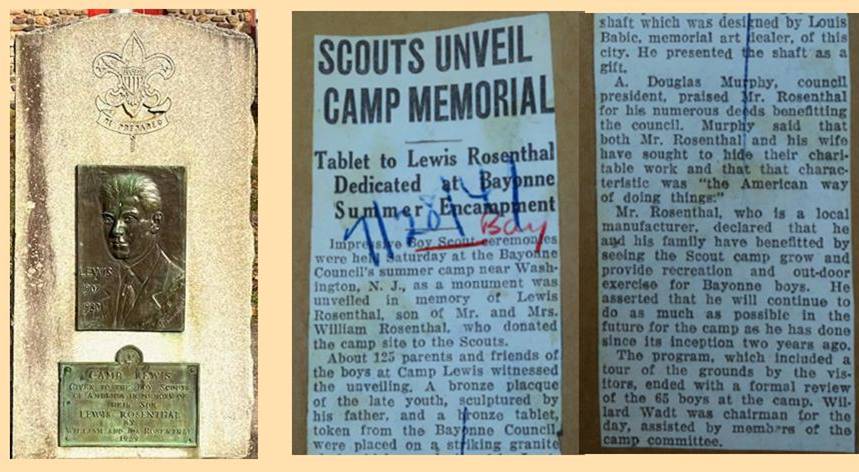 BE PREPARED
LEWIS
CAMP LEWIS
GIVEN TO THE BOY SCOUTS
OF AMERICA IN MEMORY OF
THEIR SON
LEWIS ROSENTHAL
BY
WILLIAM AND IDA ROSENTHAL
SCOUTS UNVEIL
CAMP MEMORIAL
Tablet to Lewis Rosenthal
Dedicated at Bayonne
Summer Encampment
7/28/41
Bay
Impressive Boy Scout ceremonies
were held Saturday at the Bayonne
Council's summer camp near Wash-
ington, N. J., as a monument was
unveiled in memory of Lewis
Rosenthal, son of Mr. and Mrs.
William Rosenthal, who donated
the camp site to the Scouts.
About 125 parents and friends of
the boys at Camp Lewis witnessed
the unveiling. A bronze placque
of the late youth, sculptured by
his father, and a bronze tablet,
token from the Bayonne Council,
were placed on a striking granite
shaft which was designed by Louis
Babic, memorial art dealer, of this
city. He presented the shaft as a
gift.
A. Douglas Murphy, council
president, praised Mr. Rosenthal
for his numerous deeds benefitting
the council. Murphy said that
both Mr. Rosenthal and his wife
have sought to hide their chari-
table work and that that charac-
teristic was "the American way
of doing things."
Mr. Rosenthal, who is a local
manufacturer, declared that he
and his family have benefitted by
seeing the Scout camp grow and
provide recreation and out-door
exercise for Bayonne boys. He
asserted that he will continue to
do as much as possible in the
future for the camp as he has done
since its inception two years ago.
The program, which included a
tour of the grounds by the vis-
itors, ended with a formal review
of the 65 boys at the camp. Wil-
lard Wadt was chairman for the
day, assisted by members of the
camp committee.